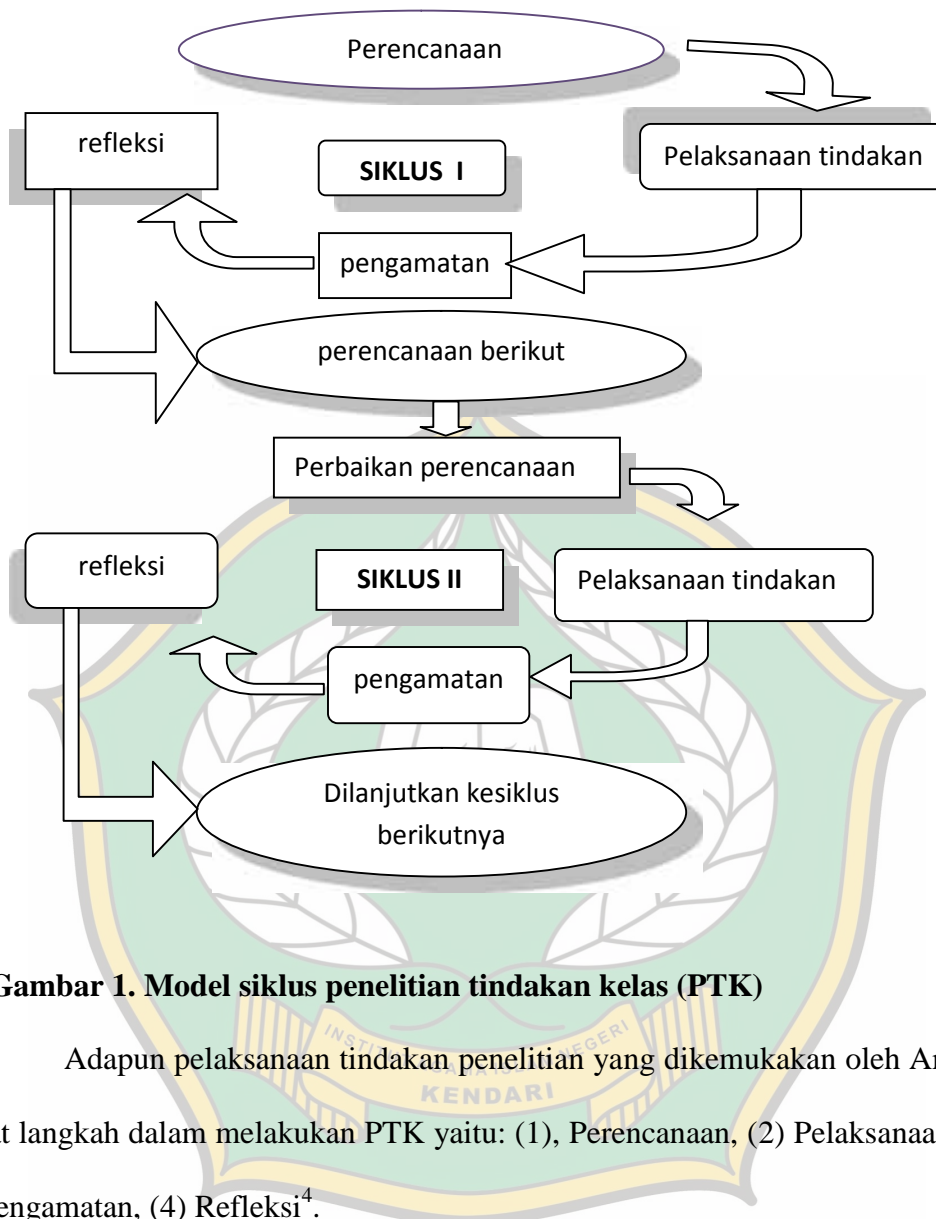 Perencanaan
refleksi
SIKLUS I
Pelaksanaan tindakan
pengamatan
perencanaan berikut
Perbaikan perencanaan
refleksi
SIKLUS II
Pelaksanaan tindakan
pengamatan
Dilanjutkan kesiklus
berikutnya
Gambar 1. Model siklus penelitian tindakan kelas (PTK)
Adapun pelaksanaan tindakan penelitian yang dikemukakan oleh
langkah dalam melakukan PTK yaitu: (1), Perencanaan, (2)
(4) Refleksi⁴.
KENDARI